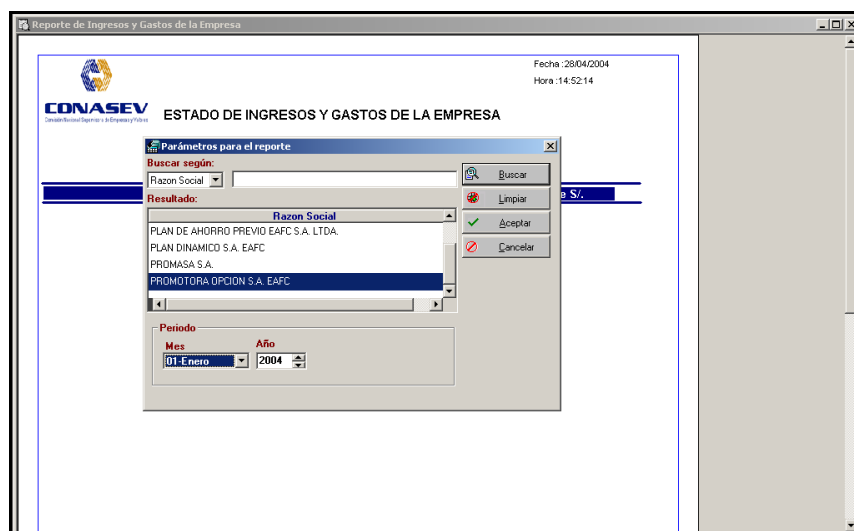 Reporte de Ingresos y Gastos de la Empresa
Fecha :28/04/2004
Hora :14:52:14
CONASEV
ESTADO DE INGRESOS Y GASTOS DE LA EMPRESA
Parámetros para el reporte
Buscar según:
Razon Social
Buscar
Limpiar
Aceptar
Cancelar
e S/.
Resultado:
Razon Social
PLAN DE AHORRO PREVIO EAFC S.A. LTDA.
PLAN DINAMICO S.A. EAFC
PROMASA S.A.
PROMOTORA OPCION S.A. EAFC
Periodo
Mes
Año
01-Enero
2004